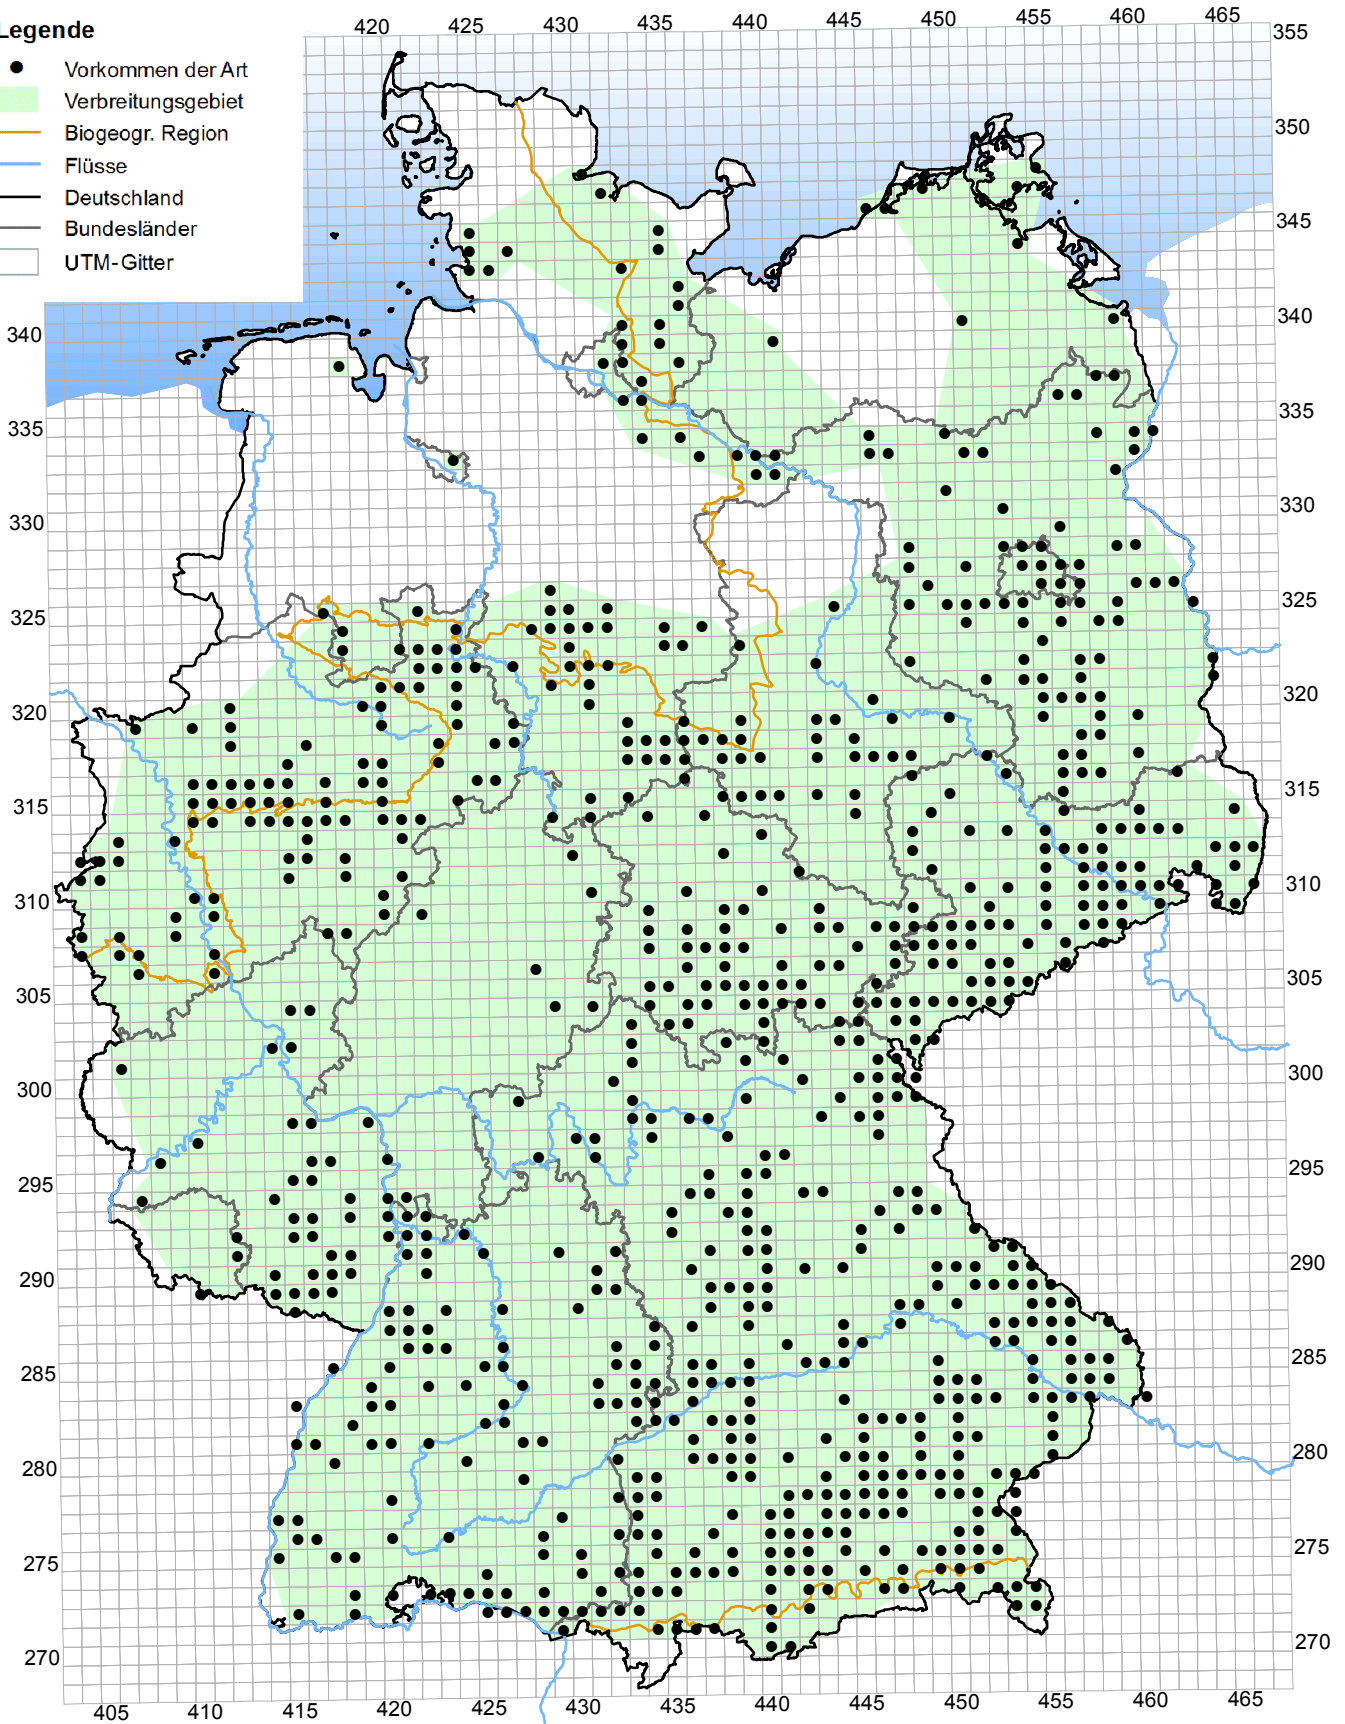 420 425 430 435 440 445 450 455 460 465
355
Legende
Vorkommen der Art
Verbreitungsgebiet
Biogeogr. Region
Flüsse
Deutschland
Bundesländer
UTM-Gitter
350
345
340 340
335 335
330 330
325 325
320 320
315 315
310 310
305 305
300 300
295 295
290 290
285 285
280 280
275 275
270 270
405 410 415 420 425 430 435 440 445 450 455 460 465